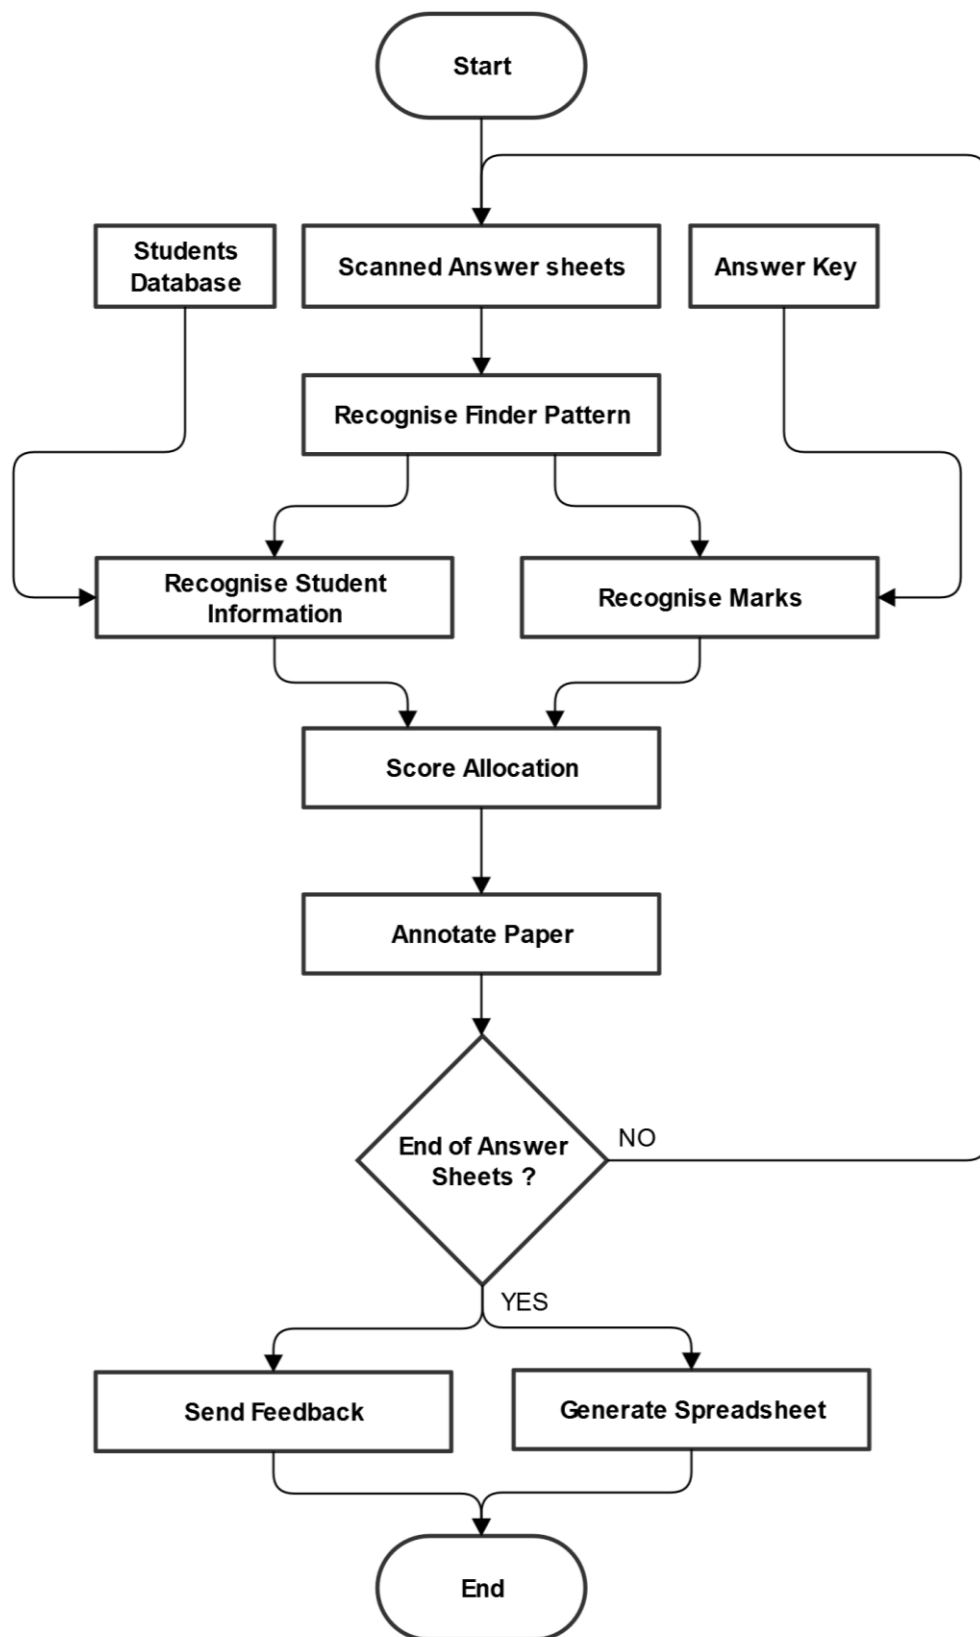 Start
Students
Database
Scanned Answer sheets
Answer Key
Recognise Finder Pattern
Recognise Student
Information
Recognise Marks
Score Allocation
Annotate Paper
End of Answer
Sheets ?
NO
YES
Send Feedback
Generate Spreadsheet
End